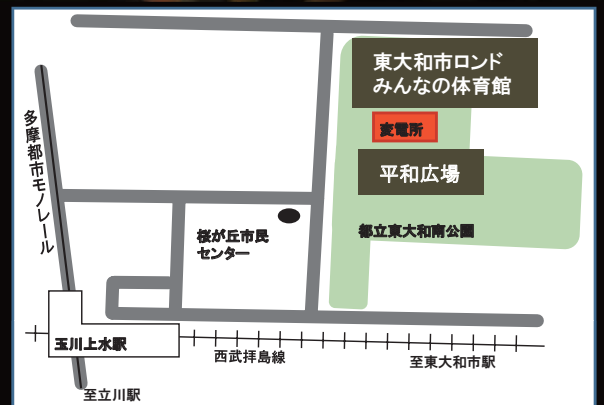 東大和市ロンド
みんなの体育館
変電所
平和広場
都立東大和南公園
多摩都市モノレール
桜が丘市民
センター
玉川上水駅
西武拝島線
至東大和市駅
至立川駅